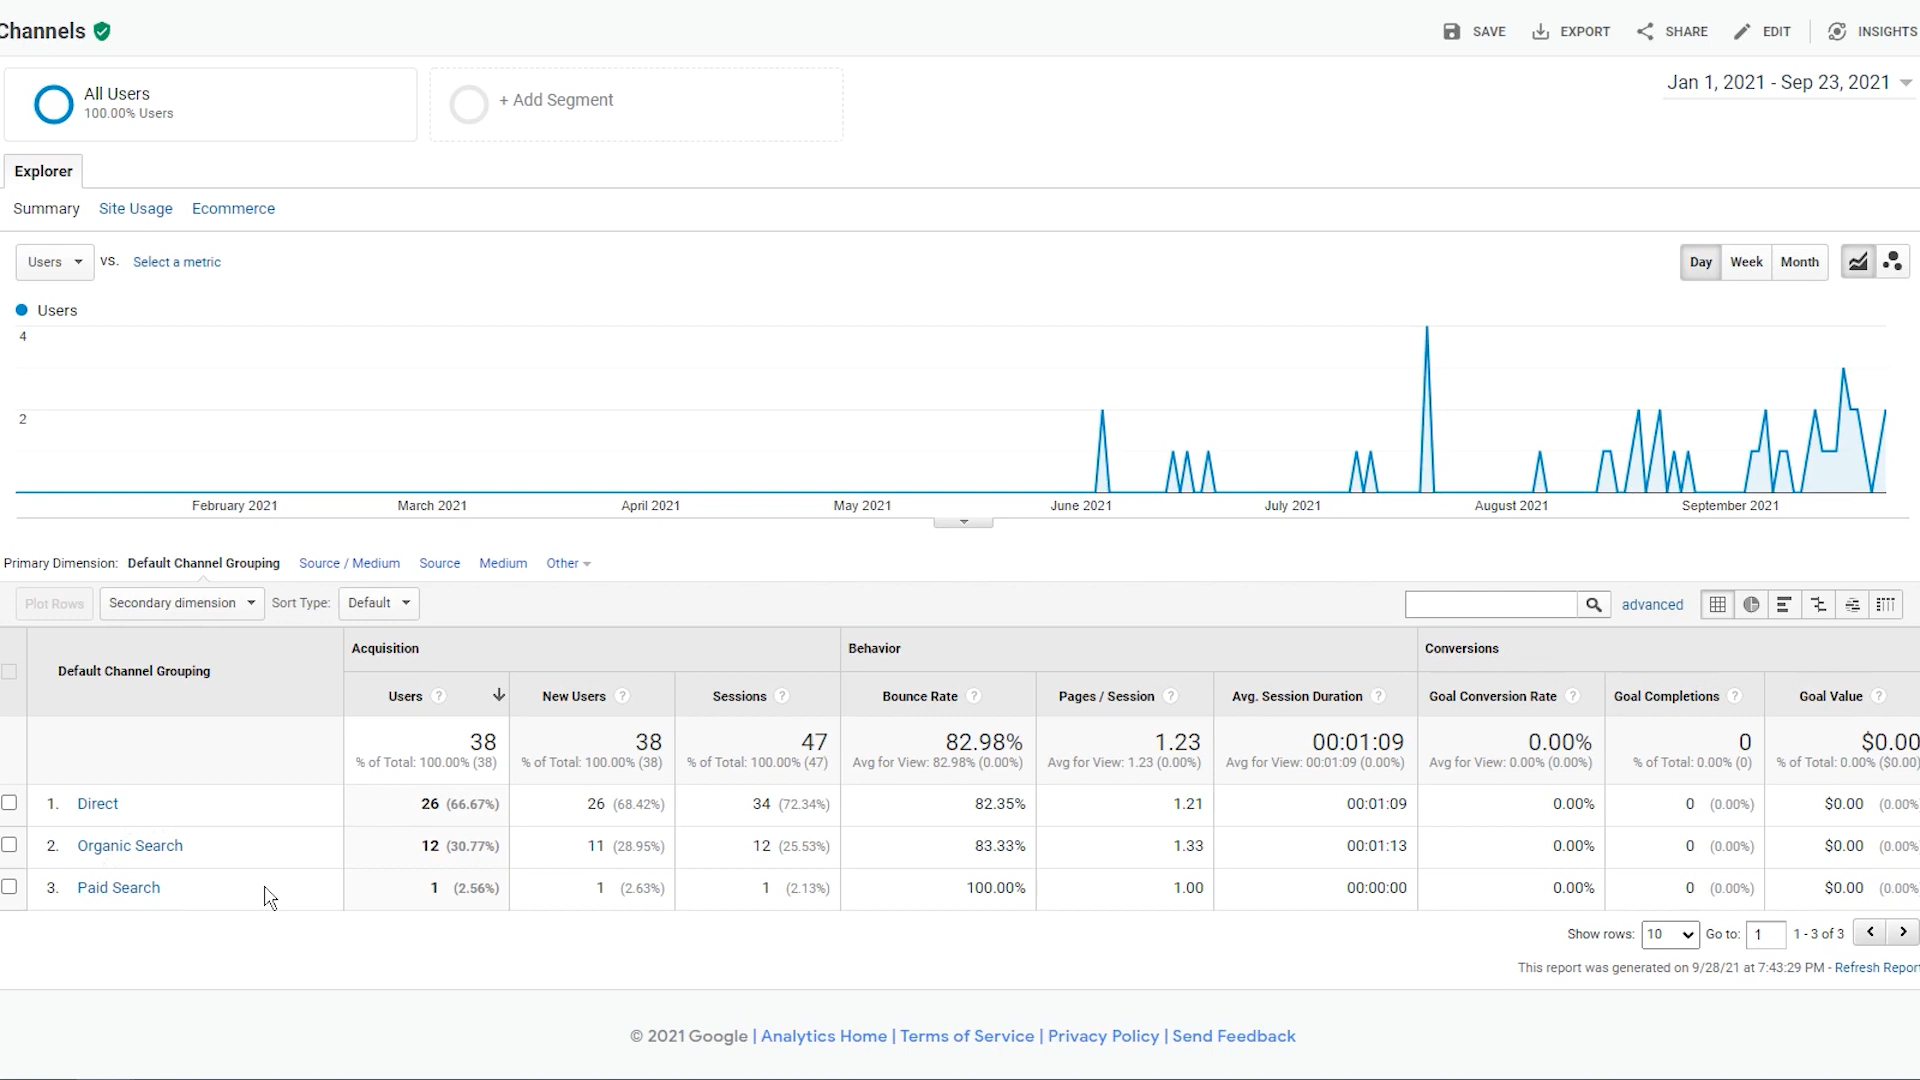 Channels SAVE EXPORT SHARE EDIT INSIGHTS
All Users
100.00% Users
+ Add Segment
Jan 1, 2021 - Sep 23, 2021
Explorer
Summary Site Usage Ecommerce
Users VS. Select a metric Day Week Month
Users
4
2
February 2021 March 2021 April 2021 May 2021 June 2021 July 2021 August 2021 September 2021
Primary Dimension: Default Channel Grouping Source / Medium Source Medium Other
Plot Rows Secondary dimension Sort Type: Default advanced
Default Channel Grouping Acquisition Behavior Conversions
Users ? New Users ? Sessions ? Bounce Rate ? Pages / Session ? Avg. Session Duration ? Goal Conversion Rate ? Goal Completions ? Goal Value ?
38 38 47 82.98% 1.23 00:01:09 0.00% 0 $0.00
% of Total: 100.00% (38) % of Total: 100.00% (38) % of Total: 100.00% (47) Avg for View: 82.98% (0.00%) Avg for View: 1.23 (0.00%) Avg for View: 00:01:09 (0.00%) Avg for View: 0.00% (0.00%) % of Total: 0.00% (0) % of Total: 0.00% ($0.00)
1. Direct 26 (66.67%) 26 (68.42%) 34 (72.34%) 82.35% 1.21 00:01:09 0.00% 0 (0.00%) $0.00 (0.00%
2. Organic Search 12 (30.77%) 11 (28.95%) 12 (25.53%) 83.33% 1.33 00:01:13 0.00% 0 (0.00%) $0.00 (0.00%
3. Paid Search 1 (2.56%) 1 (2.63%) 1 (2.13%) 100.00% 1.00 00:00:00 0.00% 0 (0.00%) $0.00 (0.00%
Show rows: 10 Go to: 1 1 - 3 of 3
This report was generated on 9/28/21 at 7:43:29 PM - Refresh Report
© 2021 Google | Analytics Home | Terms of Service | Privacy Policy | Send Feedback